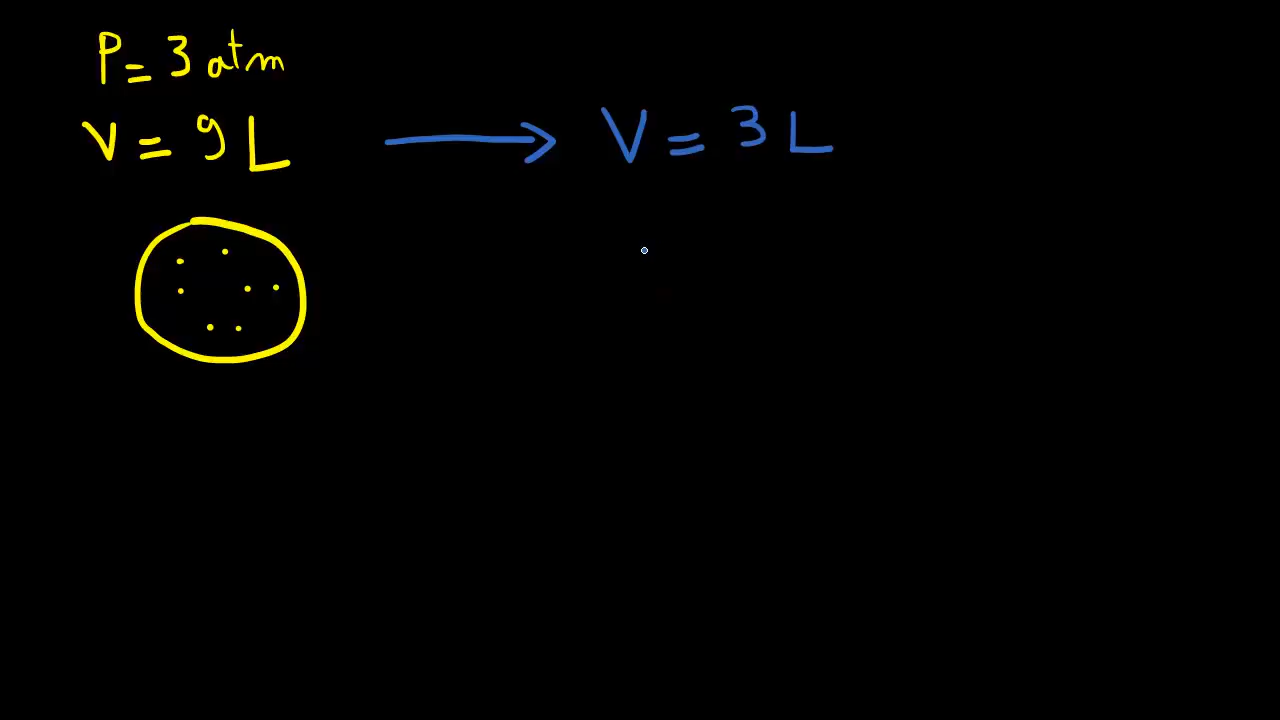 P = 3 atm
V = 9 L
V = 3 L